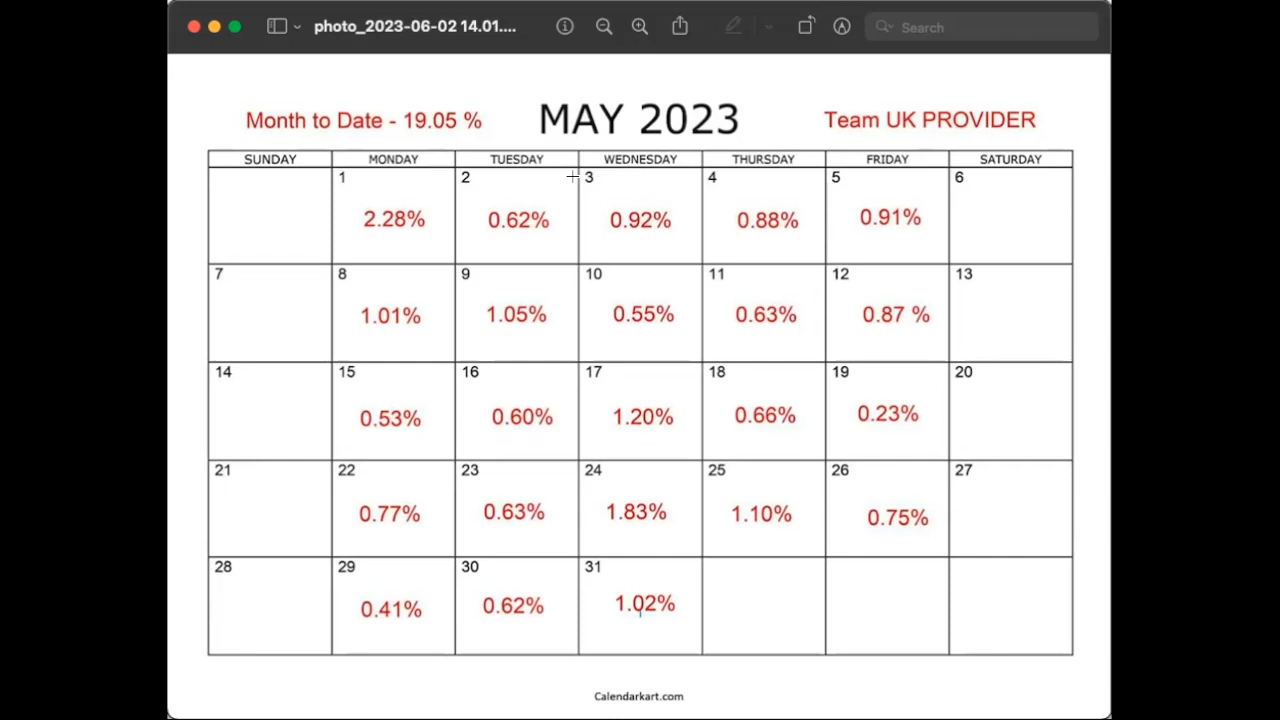 photo_2023-06-02 14.01....
Search
Month to Date - 19.05 %
MAY 2023
Team UK PROVIDER
SUNDAY MONDAY TUESDAY WEDNESDAY THURSDAY FRIDAY SATURDAY
1 2 3 4 5 6
2.28% 0.62% 0.92% 0.88% 0.91%
7 8 9 10 11 12 13
1.01% 1.05% 0.55% 0.63% 0.87 %
14 15 16 17 18 19 20
0.53% 0.60% 1.20% 0.66% 0.23%
21 22 23 24 25 26 27
0.77% 0.63% 1.83% 1.10% 0.75%
28 29 30 31
0.41% 0.62% 1.02%
Calendarkart.com